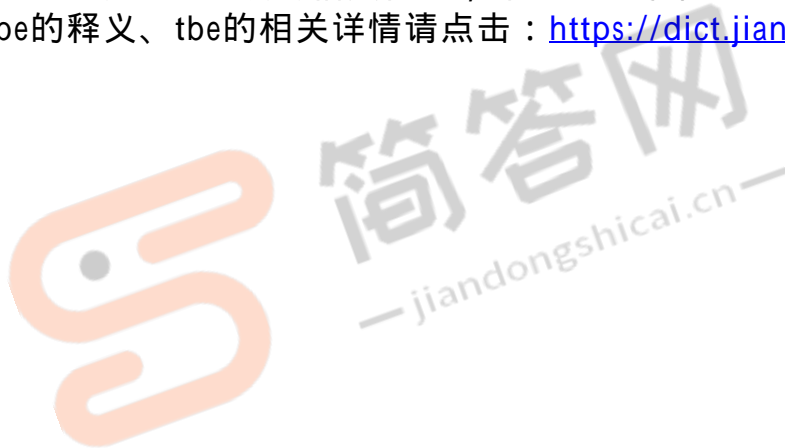 be的释义、tbe的相关详情请点击：https://dict.jian
简答网
— jiandongshicai.cn —